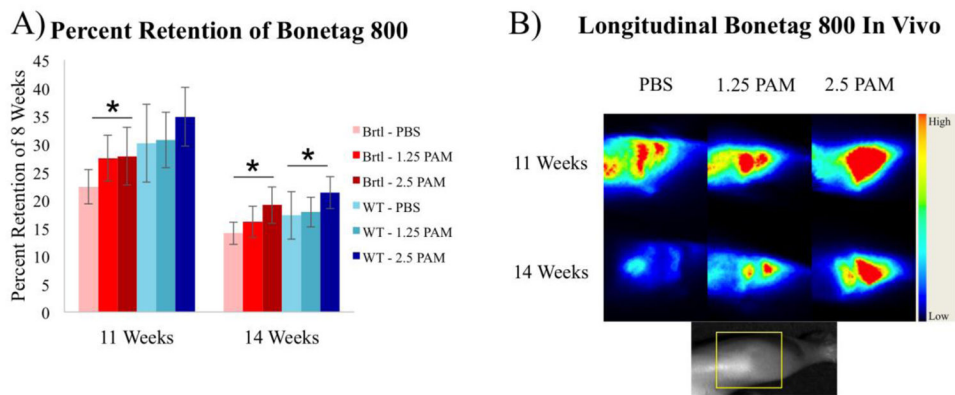 A) Percent Retention of Bonetag 800
Percent Retention of 8 Weeks
45
40
35
30
25
20
15
10
5
0
*
*
*
11 Weeks
14 Weeks
Brtl - PBS
Brtl - 1.25 PAM
Brtl - 2.5 PAM
WT - PBS
WT - 1.25 PAM
WT - 2.5 PAM
B) Longitudinal Bonetag 800 In Vivo
PBS 1.25 PAM 2.5 PAM
11 Weeks
14 Weeks
High
Low